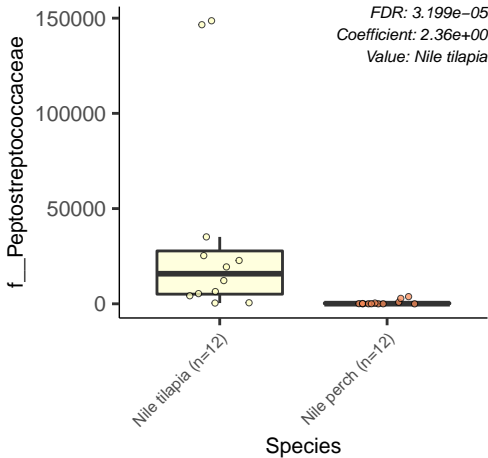 FDR: 3.199e−05
Coefficient: 2.36e+00
Value: Nile tilapia
f__Peptostreptococcaceae
150000
100000
50000
0
Nile tilapia (n=12)
Nile perch (n=12)
Species